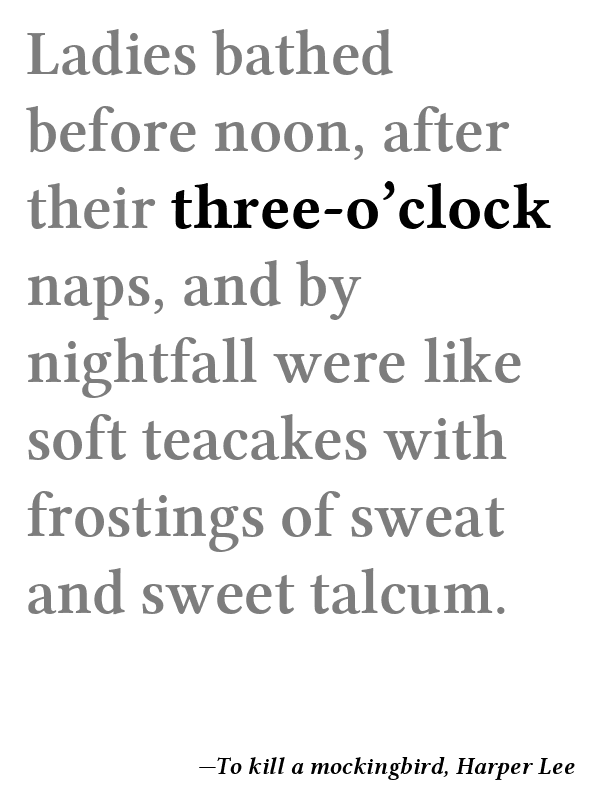 Ladies bathed
before noon, after
their three-o’clock
naps, and by
nightfall were like
soft teacakes with
frostings of sweat
and sweet talcum.
—To kill a mockingbird, Harper Lee